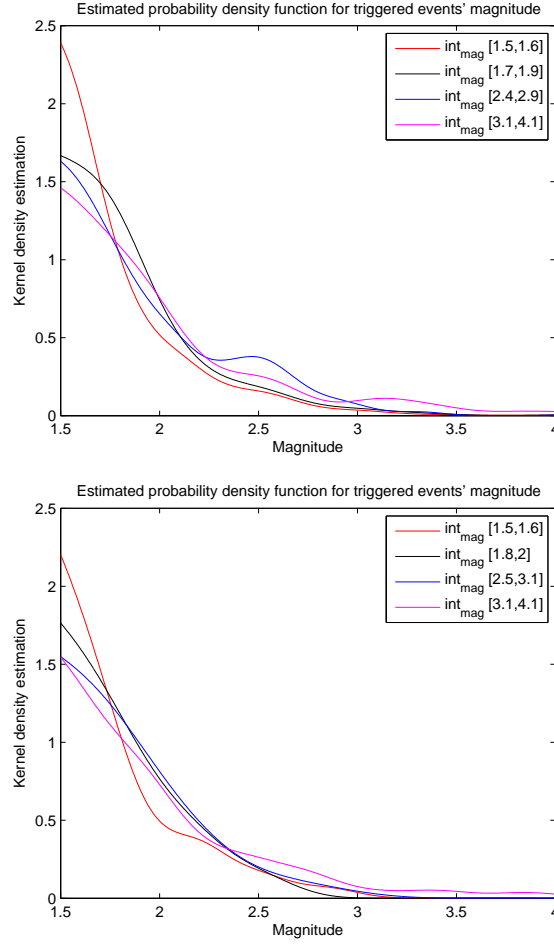 Estimated probability density function for triggered events' magnitude
2.5
2
1.5
1
0.5
0
Kernel density estimation
int_mag [1.5,1.6]
int_mag [1.7,1.9]
int_mag [2.4,2.9]
int_mag [3.1,4.1]
1.5 2 2.5 3 3.5 4
Magnitude
Estimated probability density function for triggered events' magnitude
2.5
2
1.5
1
0.5
0
Kernel density estimation
int_mag [1.5,1.6]
int_mag [1.8,2]
int_mag [2.5,3.1]
int_mag [3.1,4.1]
1.5 2 2.5 3 3.5 4
Magnitude